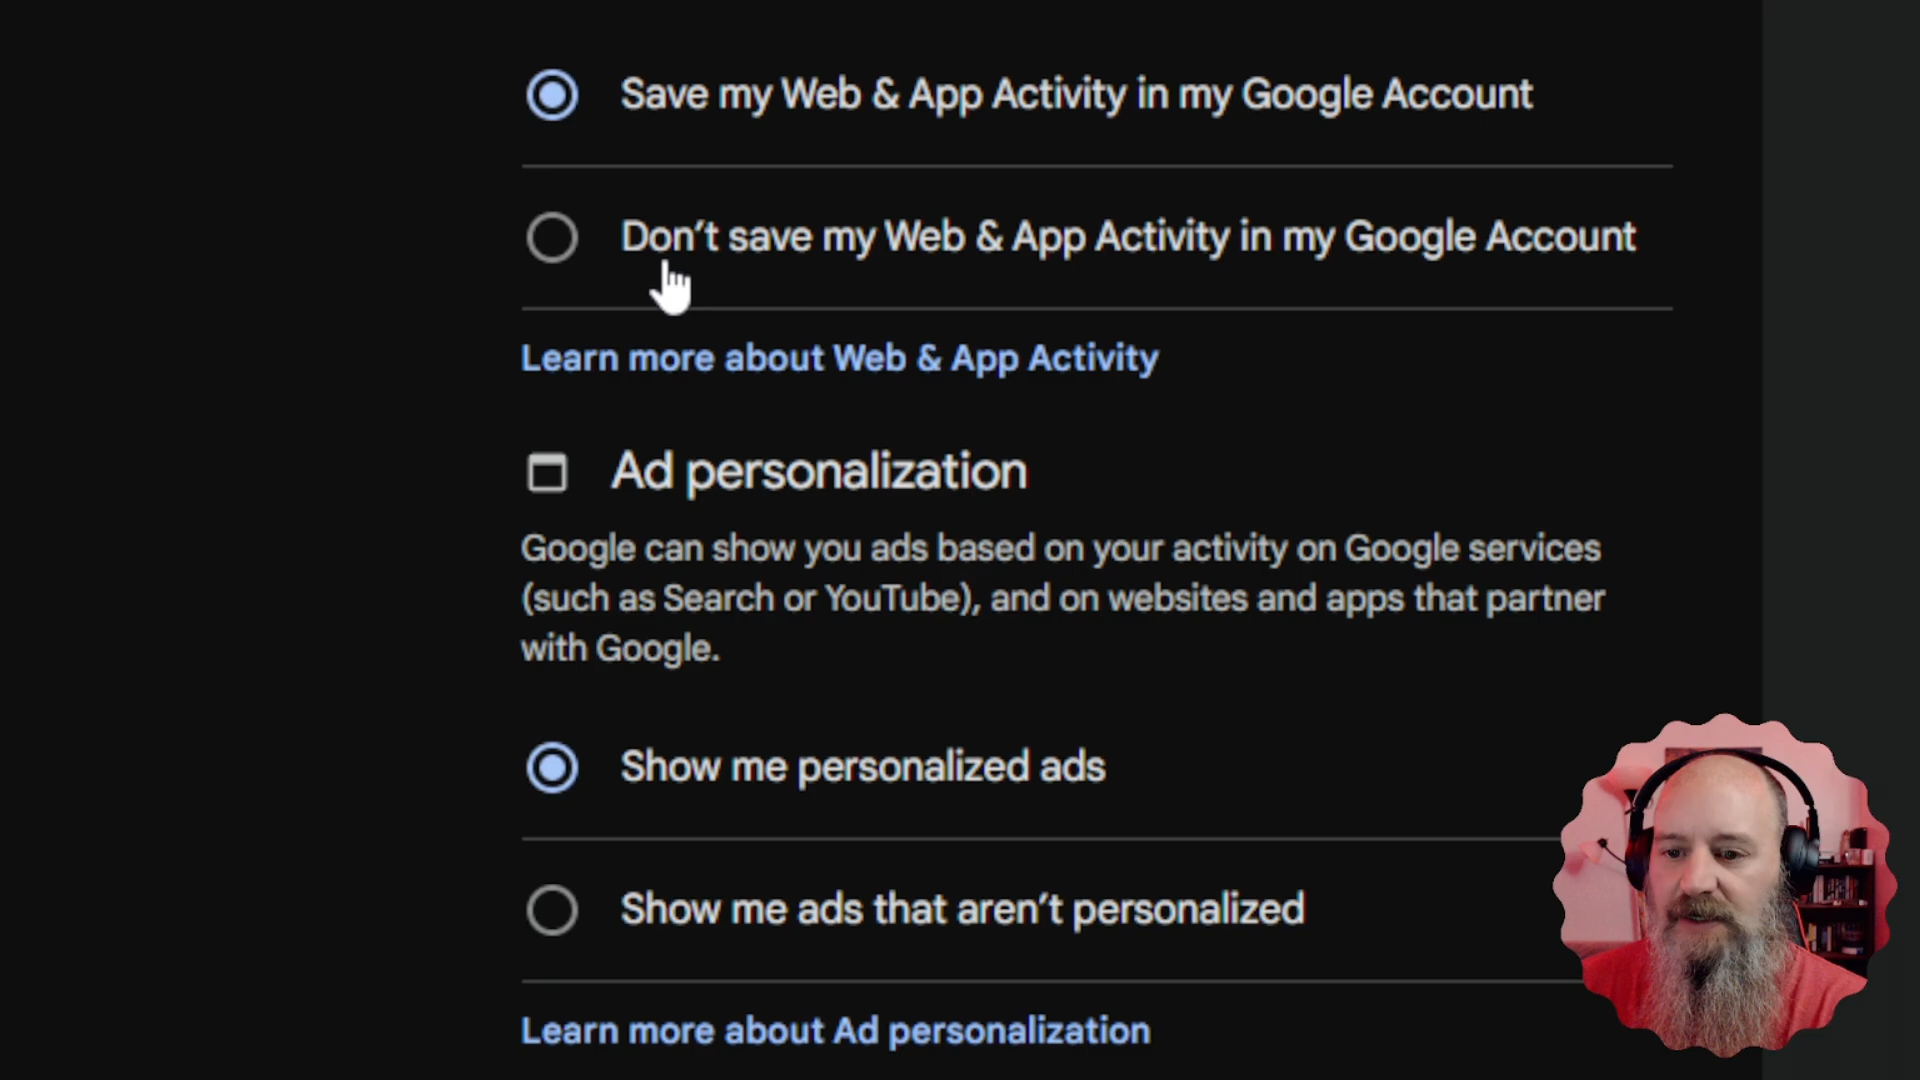 Save my Web & App Activity in my Google Account
Don't save my Web & App Activity in my Google Account
Learn more about Web & App Activity
Ad personalization
Google can show you ads based on your activity on Google services
(such as Search or YouTube), and on websites and apps that partner
with Google.
Show me personalized ads
Show me ads that aren't personalized
Learn more about Ad personalization